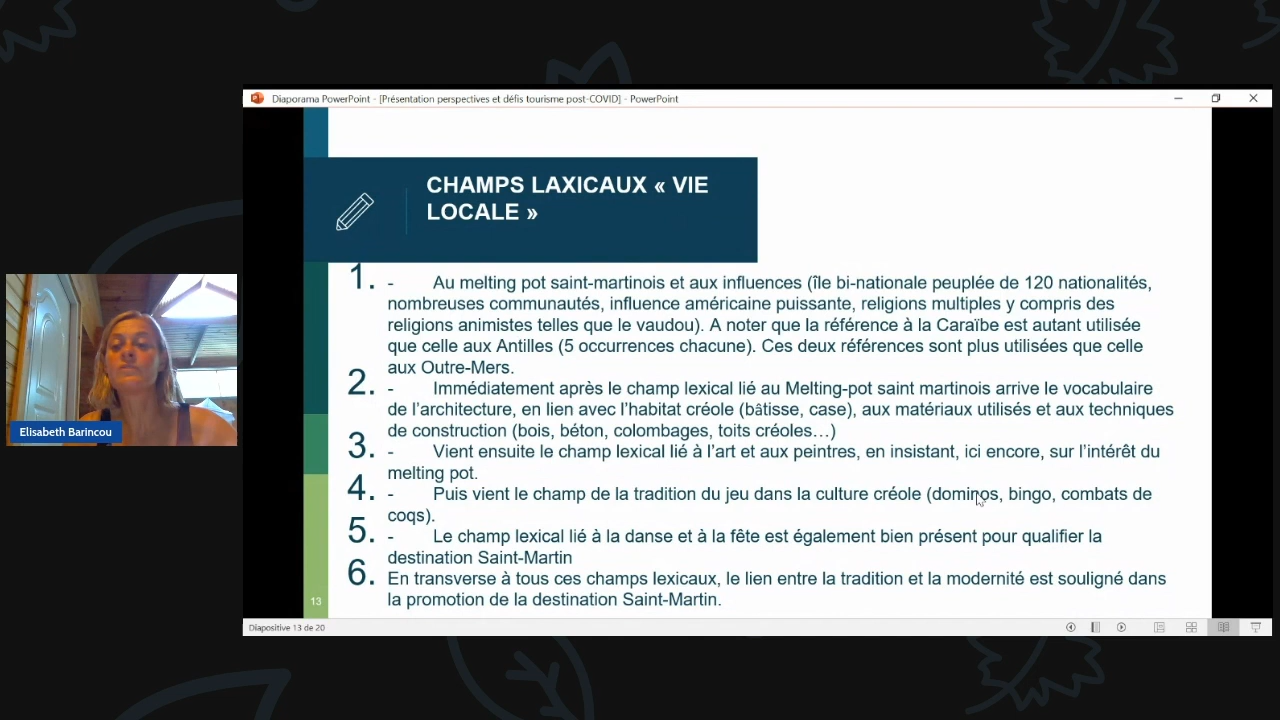 Diaporama PowerPoint - [Présentation perspectives et défis tourisme post-COVID] - PowerPoint
CHAMPS LAXICAUX « VIE
LOCALE »
1. - Au melting pot saint-martinois et aux influences (île bi-nationale peuplée de 120 nationalités,
nombreuses communautés, influence américaine puissante, religions multiples y compris des
religions animistes telles que le vaudou). A noter que la référence à la Caraïbe est autant utilisée
que celle aux Antilles (5 occurrences chacune). Ces deux références sont plus utilisées que celle
aux Outre-Mers.
2. - Immédiatement après le champ lexical lié au Melting-pot saint martinois arrive le vocabulaire
de l'architecture, en lien avec l'habitat créole (bâtisse, case), aux matériaux utilisés et aux techniques
de construction (bois, béton, colombages, toits créoles…)
3. - Vient ensuite le champ lexical lié à l'art et aux peintres, en insistant, ici encore, sur l'intérêt du
melting pot.
4. - Puis vient le champ de la tradition du jeu dans la culture créole (dominos, bingo, combats de
coqs).
5. - Le champ lexical lié à la danse et à la fête est également bien présent pour qualifier la
destination Saint-Martin
6. En transverse à tous ces champs lexicaux, le lien entre la tradition et la modernité est souligné dans
la promotion de la destination Saint-Martin.
13
Diapositive 13 de 20
Elisabeth Barincou